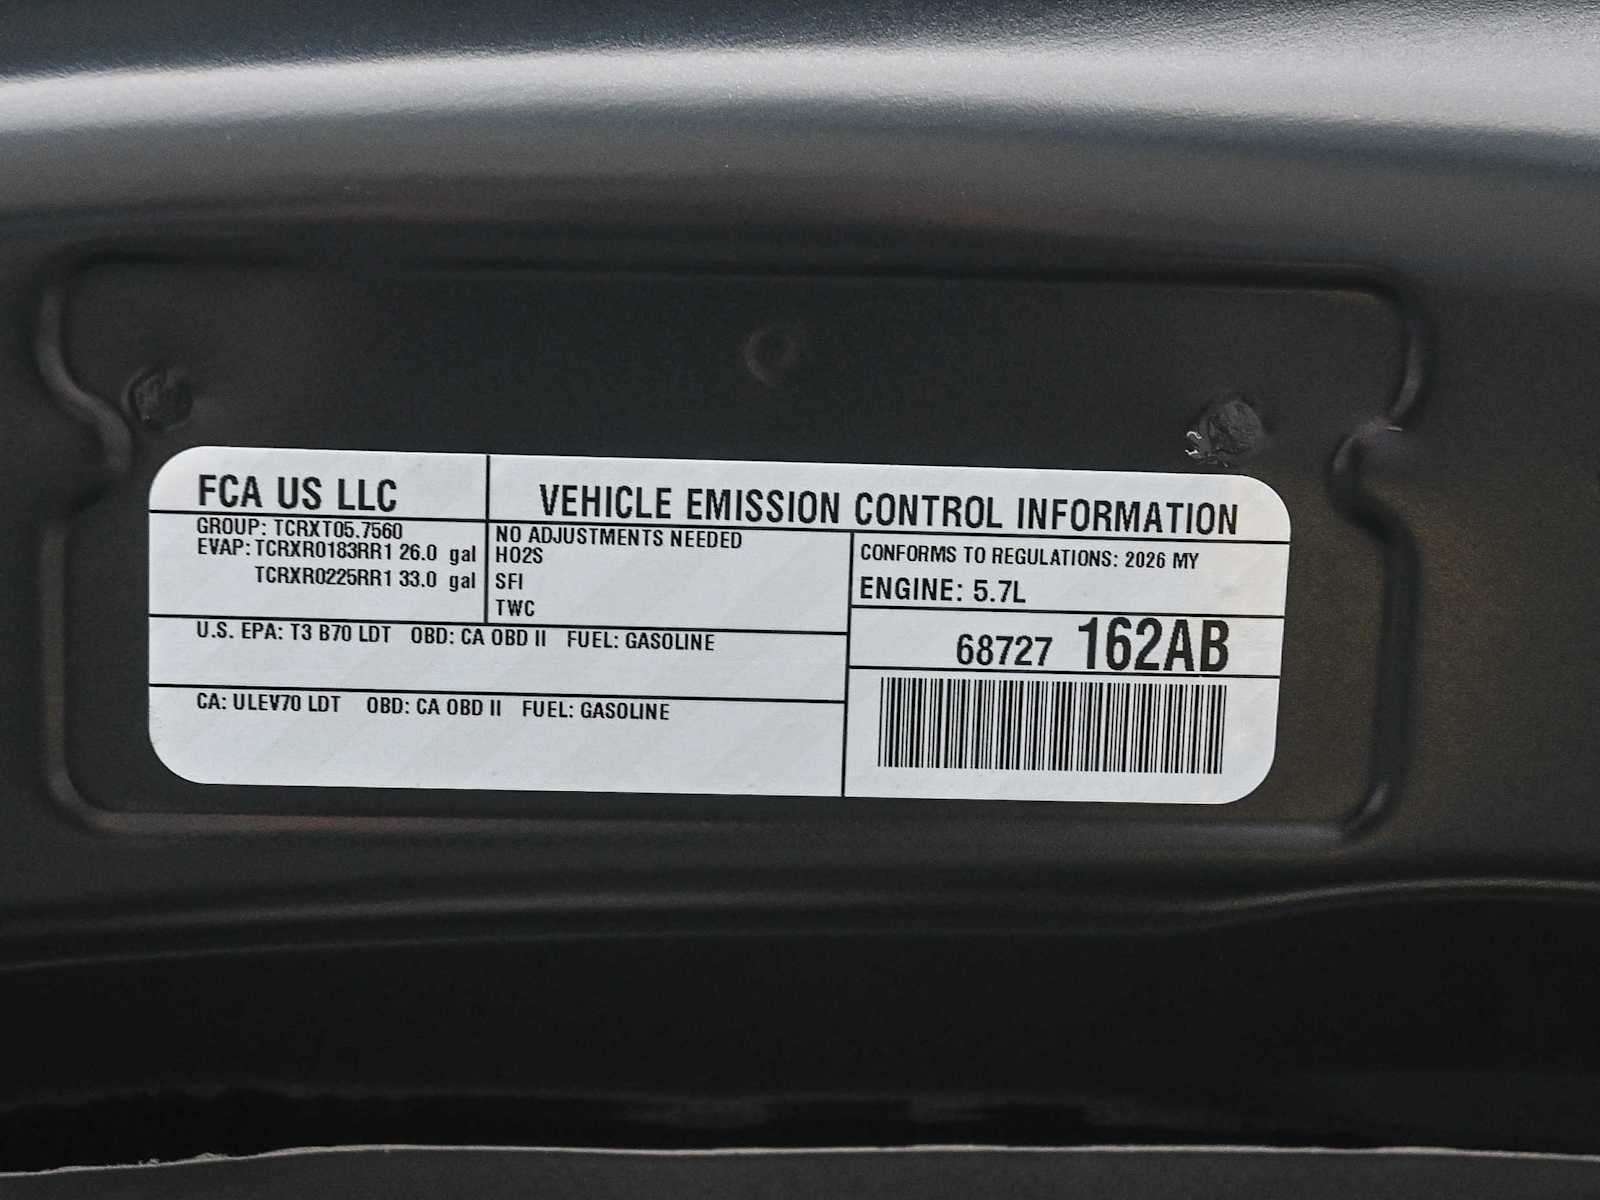 FCA US LLC
VEHICLE EMISSION CONTROL INFORMATION
GROUP: TCRXT05.7560
EVAP: TCRXR0183RR1 26.0 gal
TCRXR0225RR1 33.0 gal
NO ADJUSTMENTS NEEDED
HO2S
SFI
TWC
CONFORMS TO REGULATIONS: 2026 MY
ENGINE: 5.7L
68727 162AB
U.S. EPA: T3 B70 LDT OBD: CA OBD II FUEL: GASOLINE
CA: ULEV70 LDT OBD: CA OBD II FUEL: GASOLINE